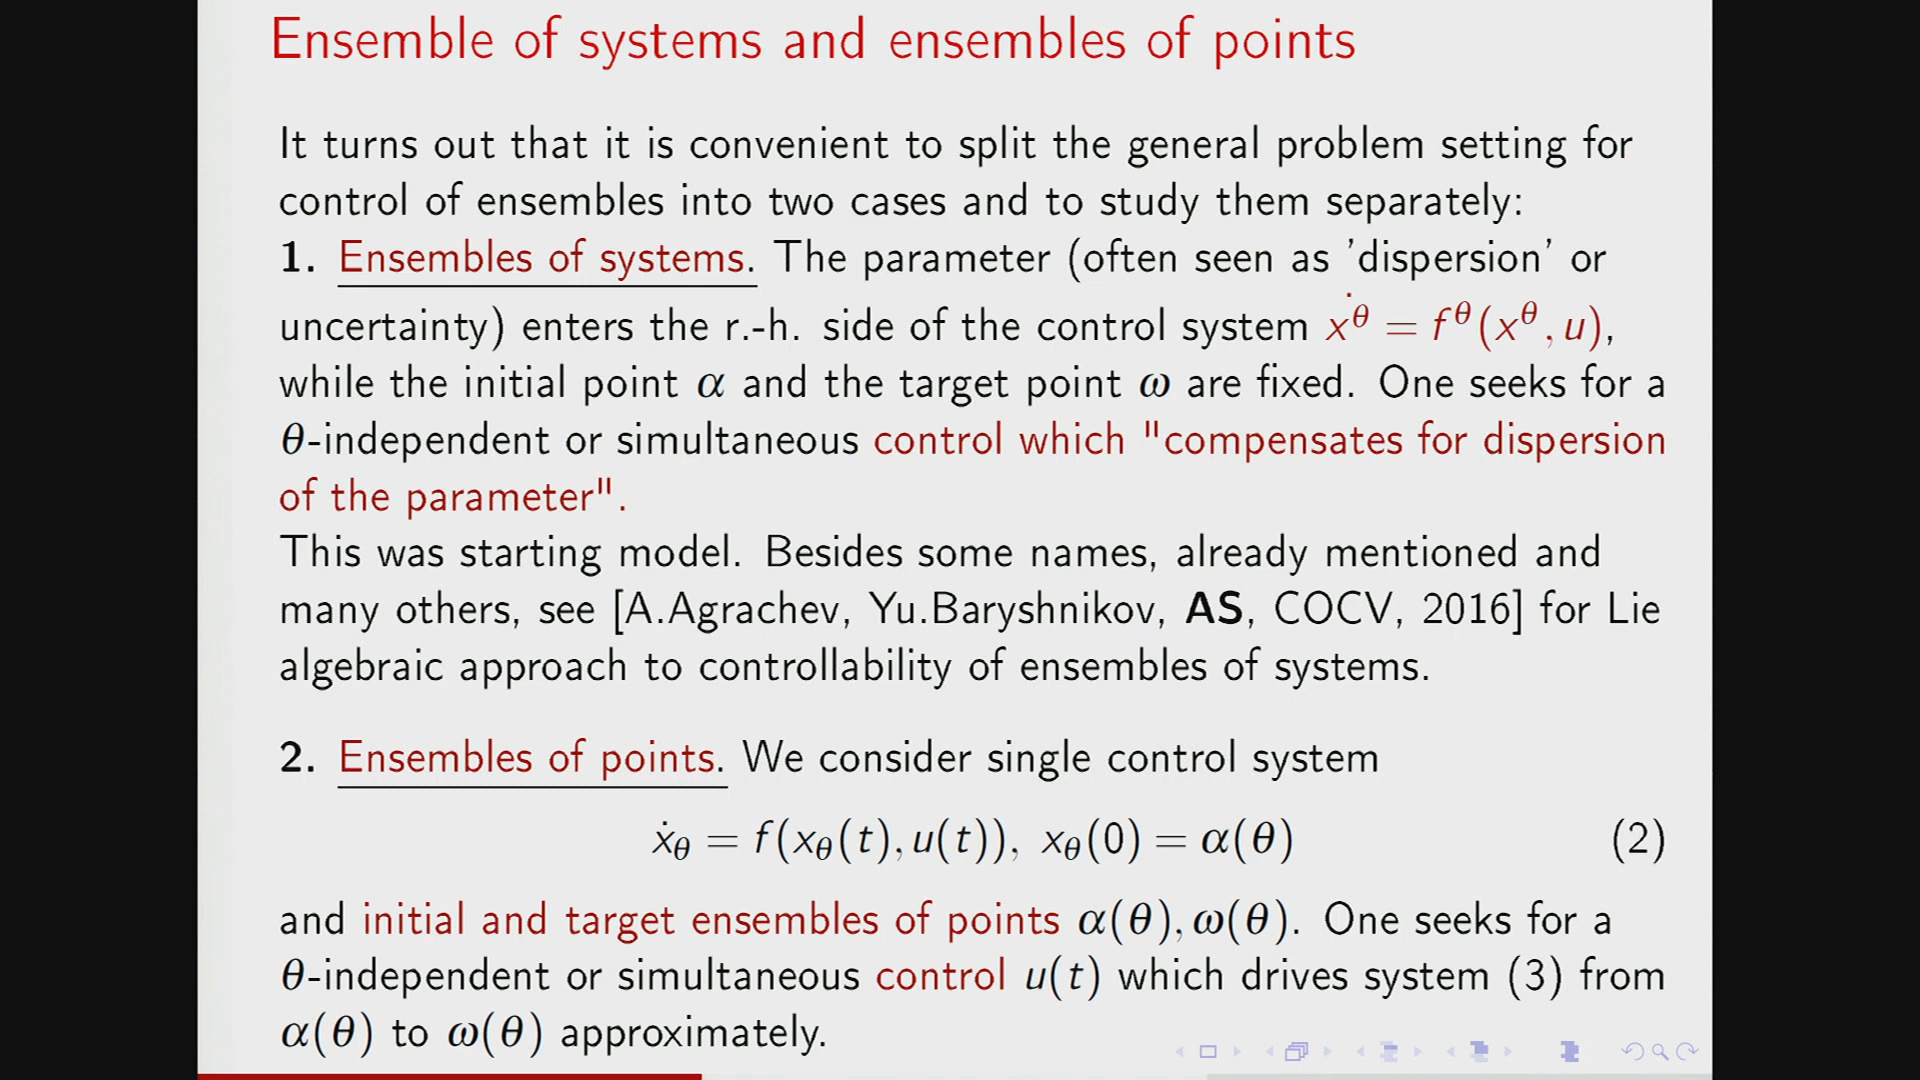 Ensemble of systems and ensembles of points
It turns out that it is convenient to split the general problem setting for
control of ensembles into two cases and to study them separately:
1. Ensembles of systems. The parameter (often seen as 'dispersion' or
uncertainty) enters the r.-h. side of the control system ẋ^θ = f^θ(x^θ, u),
while the initial point α and the target point ω are fixed. One seeks for a
θ-independent or simultaneous control which "compensates for dispersion
of the parameter".
This was starting model. Besides some names, already mentioned and
many others, see [A.Agrachev, Yu.Baryshnikov, AS, COCV, 2016] for Lie
algebraic approach to controllability of ensembles of systems.
2. Ensembles of points. We consider single control system
ẋ_θ = f(x_θ(t), u(t)), x_θ(0) = α(θ) (2)
and initial and target ensembles of points α(θ), ω(θ). One seeks for a
θ-independent or simultaneous control u(t) which drives system (3) from
α(θ) to ω(θ) approximately.